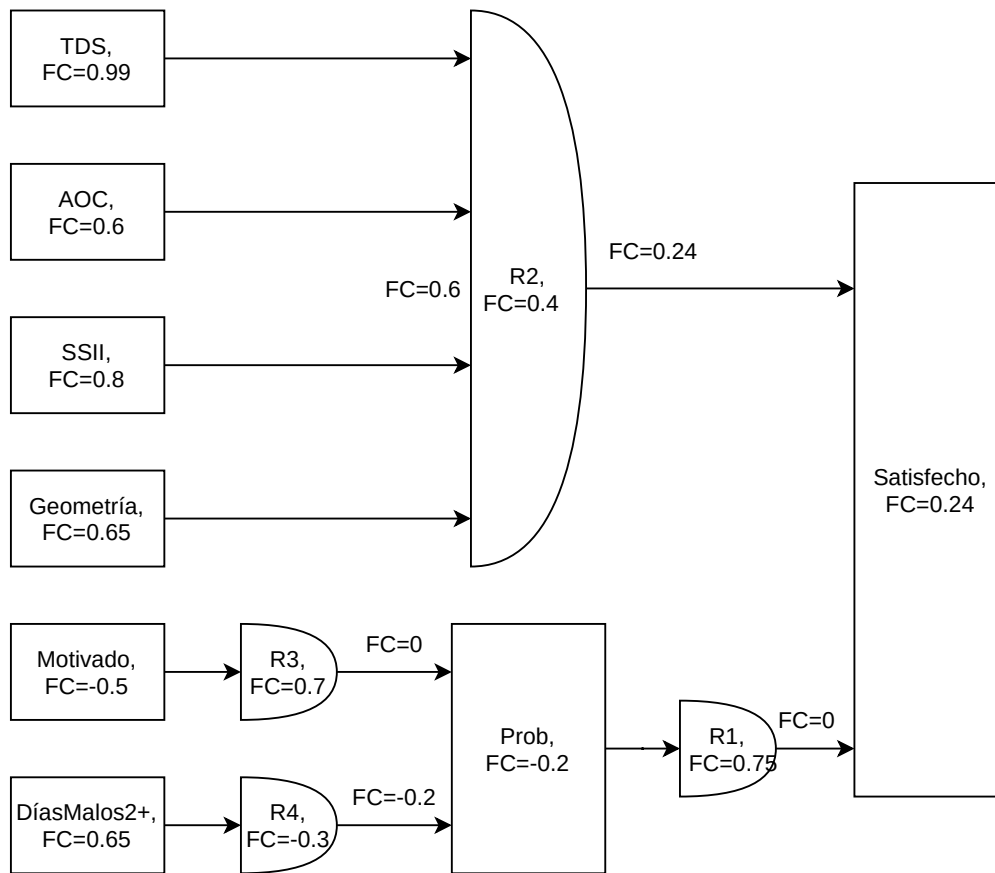 TDS,
FC=0.99
AOC,
FC=0.6
SSII,
FC=0.8
Geometría,
FC=0.65
FC=0.6
R2,
FC=0.4
FC=0.24
Satisfecho,
FC=0.24
Motivado,
FC=-0.5
R3,
FC=0.7
FC=0
DíasMalos2+,
FC=0.65
R4,
FC=-0.3
FC=-0.2
Prob,
FC=-0.2
R1,
FC=0.75
FC=0